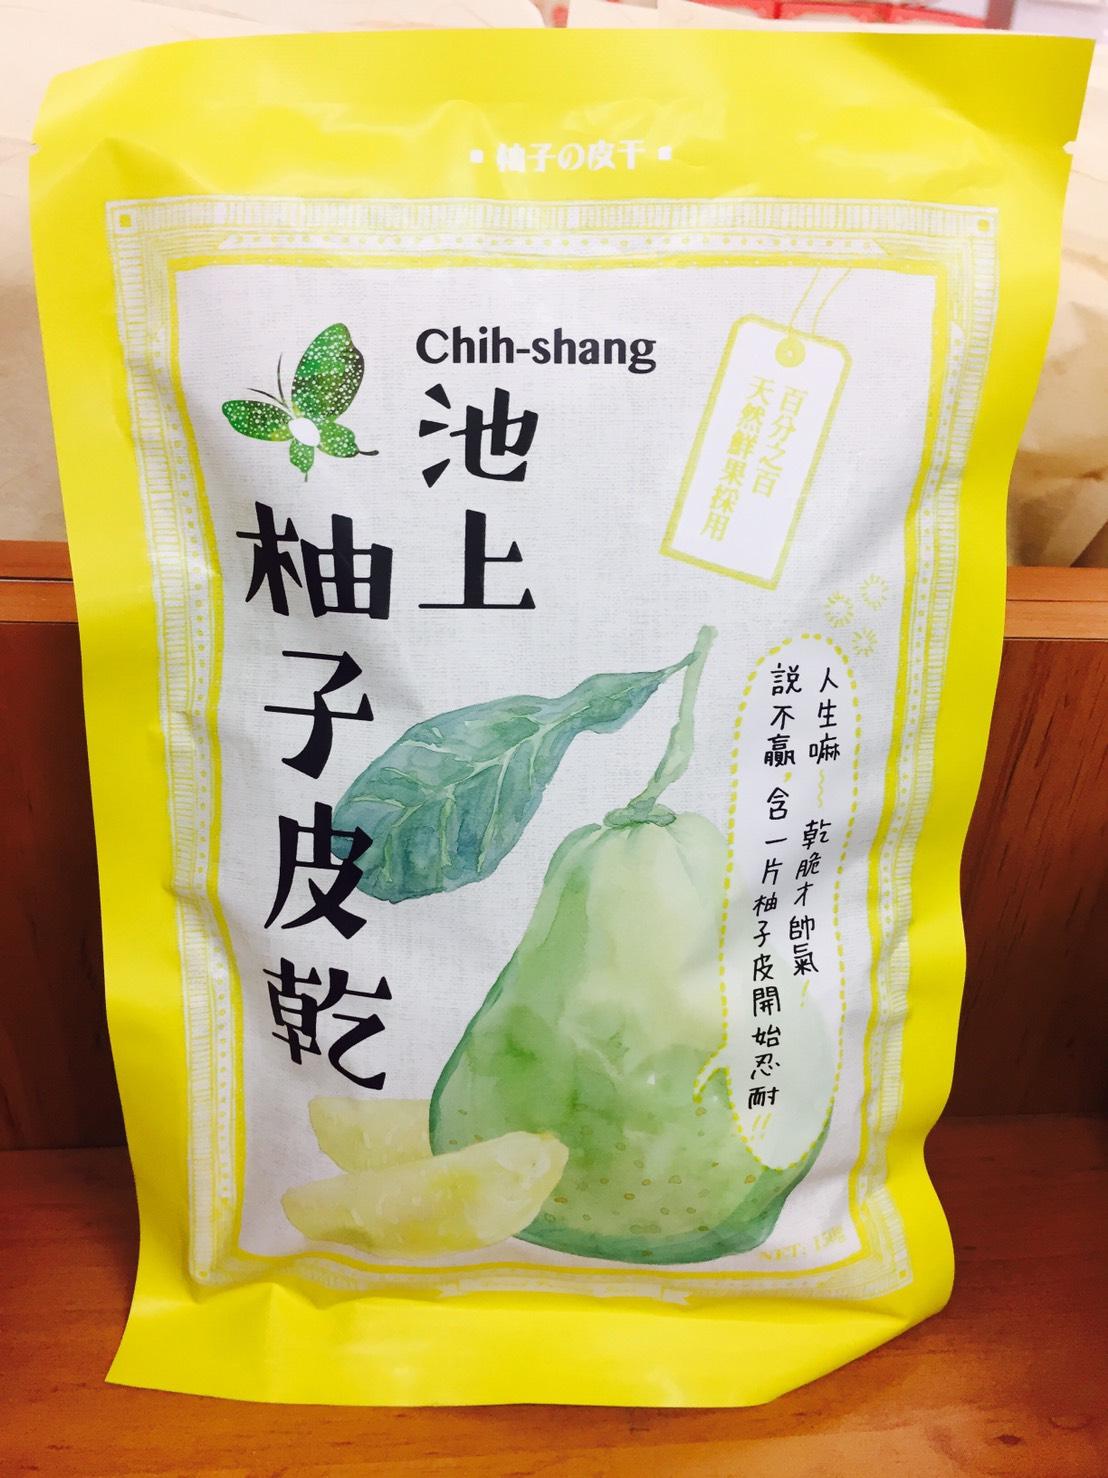 柚子の皮干
Chih-shang
池上
柚子皮乾
百分之百
天然鮮果採用
人生嘛～乾脆才帥氣！
說不贏，含一片柚子皮開始忍耐!!
NET: 150g